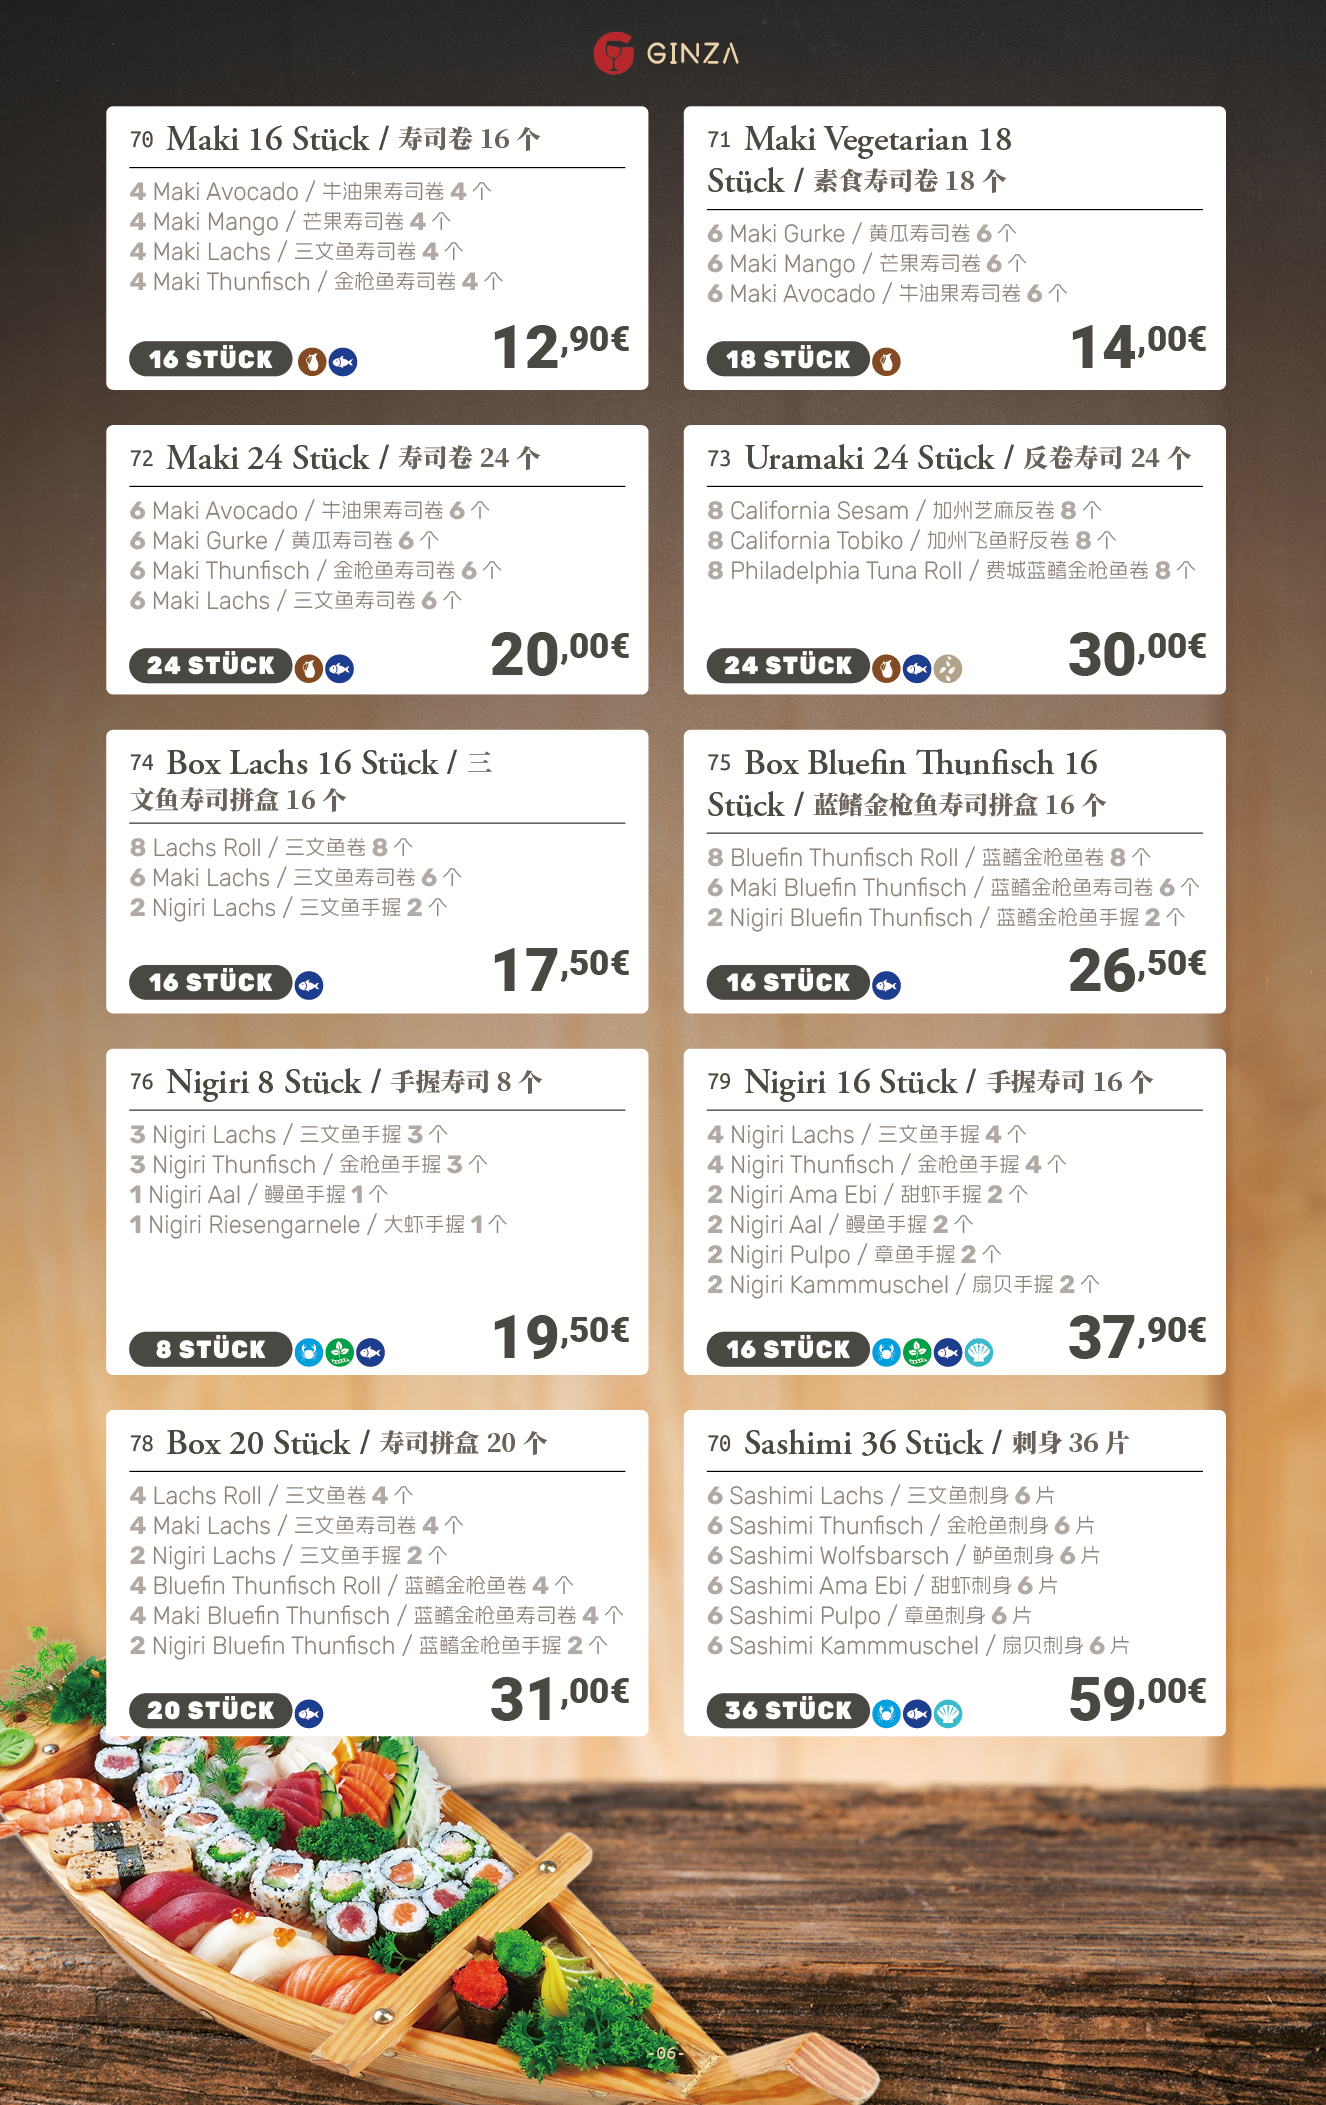 GINZA
70 Maki 16 Stück / 寿司卷 16 个
4 Maki Avocado / 牛油果寿司卷 4 个
4 Maki Mango / 芒果寿司卷 4 个
4 Maki Lachs / 三文鱼寿司卷 4 个
4 Maki Thunfisch / 金枪鱼寿司卷 4 个
16 STÜCK
12,90€
71 Maki Vegetarian 18
Stück / 素食寿司卷 18 个
6 Maki Gurke / 黄瓜寿司卷 6 个
6 Maki Mango / 芒果寿司卷 6 个
6 Maki Avocado / 牛油果寿司卷 6 个
18 STÜCK
14,00€
72 Maki 24 Stück / 寿司卷 24 个
6 Maki Avocado / 牛油果寿司卷 6 个
6 Maki Gurke / 黄瓜寿司卷 6 个
6 Maki Thunfisch / 金枪鱼寿司卷 6 个
6 Maki Lachs / 三文鱼寿司卷 6 个
24 STÜCK
20,00€
73 Uramaki 24 Stück / 反卷寿司 24 个
8 California Sesam / 加州芝麻反卷 8 个
8 California Tobiko / 加州飞鱼籽反卷 8 个
8 Philadelphia Tuna Roll / 费城蓝鳍金枪鱼卷 8 个
24 STÜCK
30,00€
74 Box Lachs 16 Stück / 三
文鱼寿司拼盒 16 个
8 Lachs Roll / 三文鱼卷 8 个
6 Maki Lachs / 三文鱼寿司卷 6 个
2 Nigiri Lachs / 三文鱼手握 2 个
16 STÜCK
17,50€
75 Box Bluefin Thunfisch 16
Stück / 蓝鳍金枪鱼寿司拼盒 16 个
8 Bluefin Thunfisch Roll / 蓝鳍金枪鱼卷 8 个
6 Maki Bluefin Thunfisch / 蓝鳍金枪鱼寿司卷 6 个
2 Nigiri Bluefin Thunfisch / 蓝鳍金枪鱼手握 2 个
16 STÜCK
26,50€
76 Nigiri 8 Stück / 手握寿司 8 个
3 Nigiri Lachs / 三文鱼手握 3 个
3 Nigiri Thunfisch / 金枪鱼手握 3 个
1 Nigiri Aal / 鳗鱼手握 1 个
1 Nigiri Riesengarnele / 大虾手握 1 个
8 STÜCK
19,50€
79 Nigiri 16 Stück / 手握寿司 16 个
4 Nigiri Lachs / 三文鱼手握 4 个
4 Nigiri Thunfisch / 金枪鱼手握 4 个
2 Nigiri Ama Ebi / 甜虾手握 2 个
2 Nigiri Aal / 鳗鱼手握 2 个
2 Nigiri Pulpo / 章鱼手握 2 个
2 Nigiri Kammmuschel / 扇贝手握 2 个
16 STÜCK
37,90€
78 Box 20 Stück / 寿司拼盒 20 个
4 Lachs Roll / 三文鱼卷 4 个
4 Maki Lachs / 三文鱼寿司卷 4 个
2 Nigiri Lachs / 三文鱼手握 2 个
4 Bluefin Thunfisch Roll / 蓝鳍金枪鱼卷 4 个
4 Maki Bluefin Thunfisch / 蓝鳍金枪鱼寿司卷 4 个
2 Nigiri Bluefin Thunfisch / 蓝鳍金枪鱼手握 2 个
20 STÜCK
31,00€
70 Sashimi 36 Stück / 刺身 36 片
6 Sashimi Lachs / 三文鱼刺身 6 片
6 Sashimi Thunfisch / 金枪鱼刺身 6 片
6 Sashimi Wolfsbarsch / 鲈鱼刺身 6 片
6 Sashimi Ama Ebi / 甜虾刺身 6 片
6 Sashimi Pulpo / 章鱼刺身 6 片
6 Sashimi Kammmuschel / 扇贝刺身 6 片
36 STÜCK
59,00€
-06-